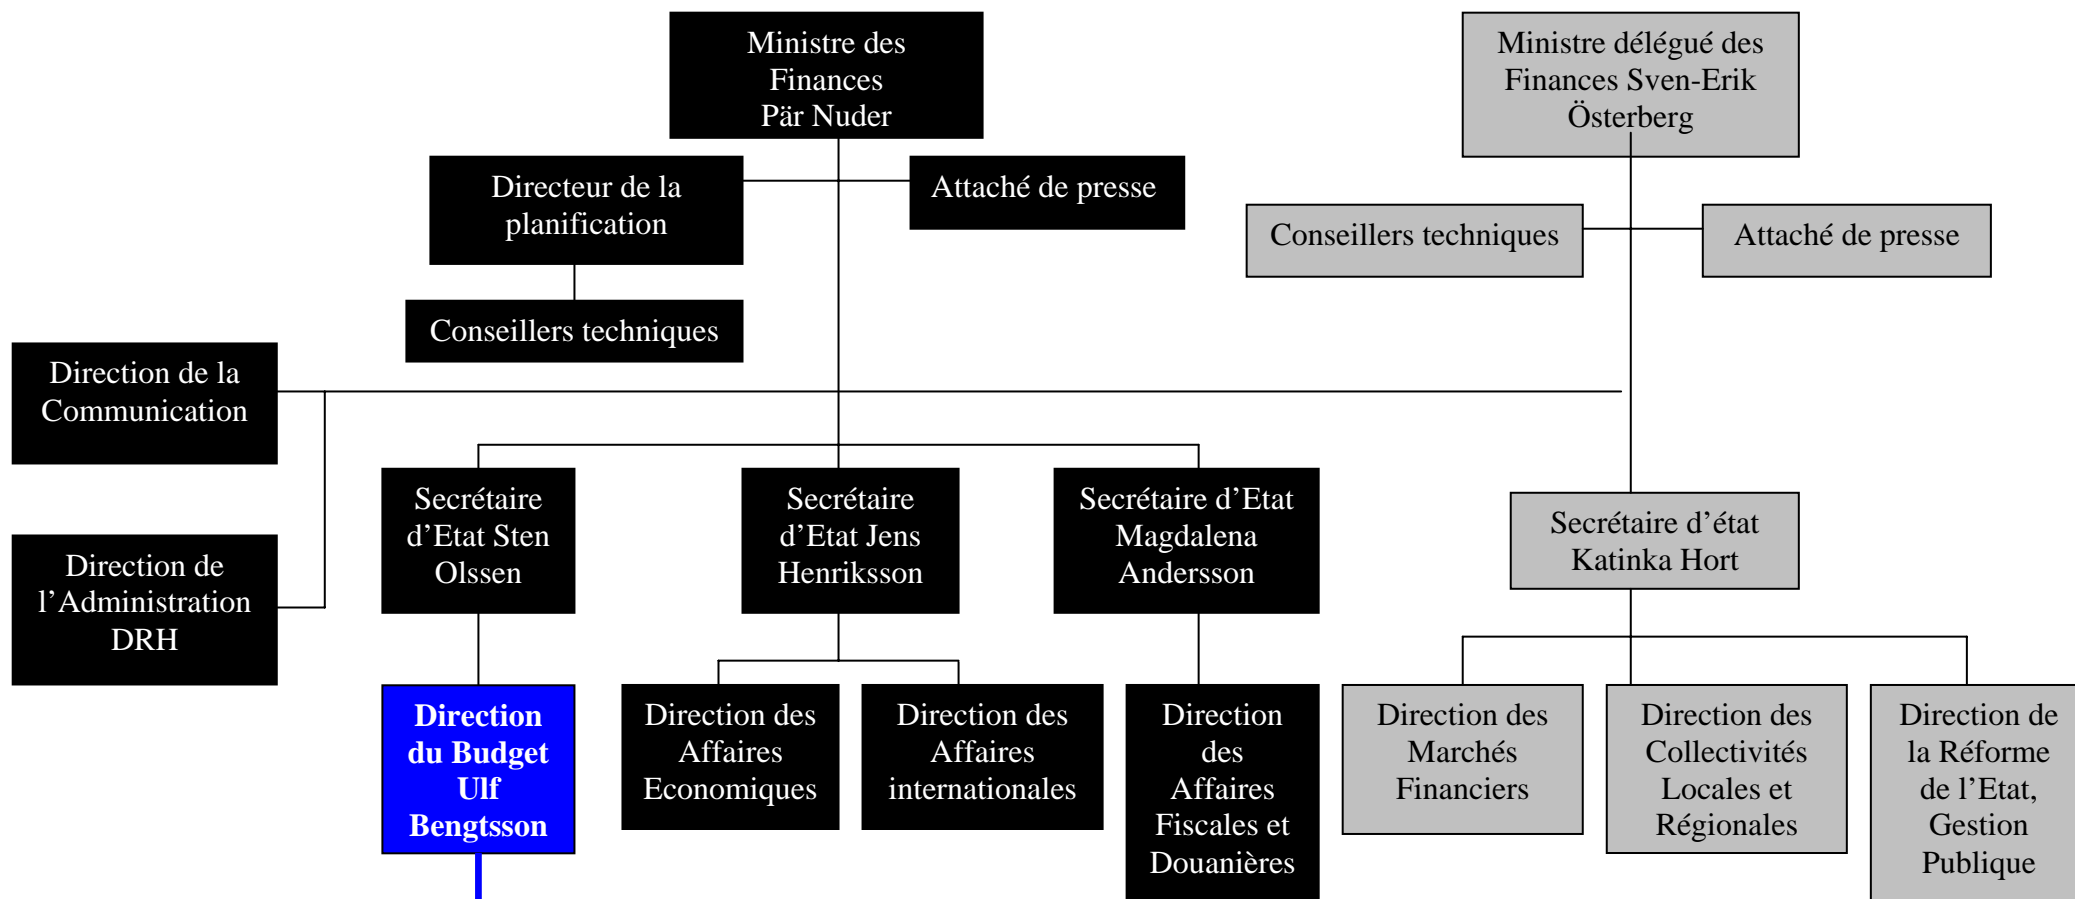 Ministre des
Finances
Pär Nuder
Ministre délégué des
Finances Sven-Erik
Österberg
Directeur de la
planification
Attaché de presse
Conseillers techniques
Attaché de presse
Conseillers techniques
Direction de la
Communication
Direction de
l’Administration
DRH
Secrétaire
d’Etat Sten
Olssen
Secrétaire
d’Etat Jens
Henriksson
Secrétaire d’Etat
Magdalena
Andersson
Secrétaire d’état
Katinka Hort
Direction
du Budget
Ulf
Bengtsson
Direction des
Affaires
Economiques
Direction des
Affaires
internationales
Direction
des
Affaires
Fiscales et
Douanières
Direction des
Marchés
Financiers
Direction des
Collectivités
Locales et
Régionales
Direction de
la Réforme
de l’Etat,
Gestion
Publique